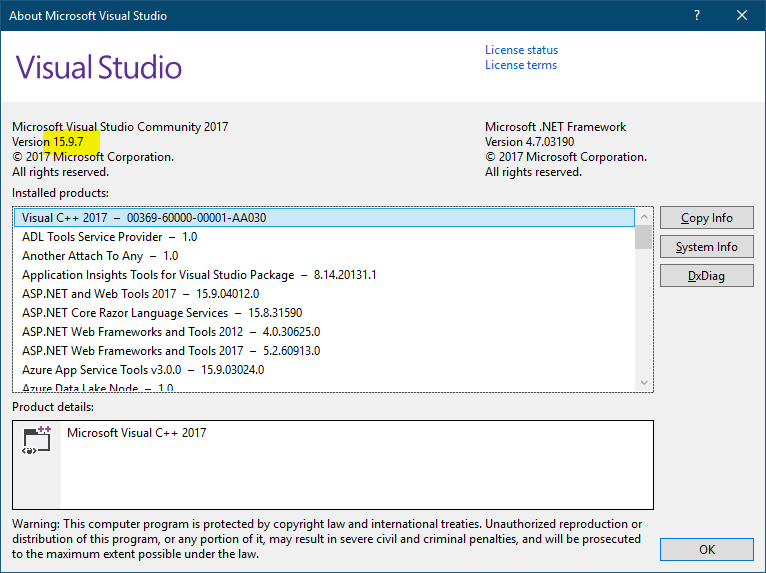 About Microsoft Visual Studio
?
Visual Studio
License status
License terms
Microsoft Visual Studio Community 2017
Version 15.9.7
© 2017 Microsoft Corporation.
All rights reserved.
Microsoft .NET Framework
Version 4.7.03190
© 2017 Microsoft Corporation.
All rights reserved.
Installed products:
Visual C++ 2017 – 00369-60000-00001-AA030
ADL Tools Service Provider – 1.0
Another Attach To Any – 1.0
Application Insights Tools for Visual Studio Package – 8.14.20131.1
ASP.NET and Web Tools 2017 – 15.9.04012.0
ASP.NET Core Razor Language Services – 15.8.31590
ASP.NET Web Frameworks and Tools 2012 – 4.0.30625.0
ASP.NET Web Frameworks and Tools 2017 – 5.2.60913.0
Azure App Service Tools v3.0.0 – 15.9.03024.0
Azure Data Lake Node – 1.0
Copy Info
System Info
DxDiag
Product details:
Microsoft Visual C++ 2017
Warning: This computer program is protected by copyright law and international treaties. Unauthorized reproduction or
distribution of this program, or any portion of it, may result in severe civil and criminal penalties, and will be prosecuted
to the maximum extent possible under the law.
OK